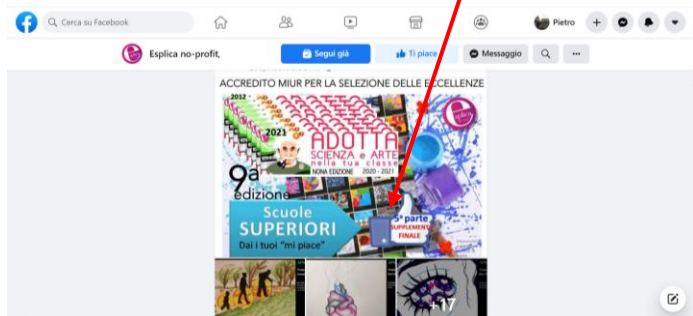 Cerca su Facebook
Pietro
Esplica no-profit,
Segui già
Ti piace
Messaggio
ACCREDITO MIUR PER LA SELEZIONE DELLE ECCELLENZE
2012 -
2021
ADOTTA
SCIENZA e ARTE
nella tua classe
NONA EDIZIONE 2020 - 2021
9a
edizione
Scuole
SUPERIORI
Dai i tuoi "mi piace"
5ª parte
SUPPLEMENTI
FINALE
+17